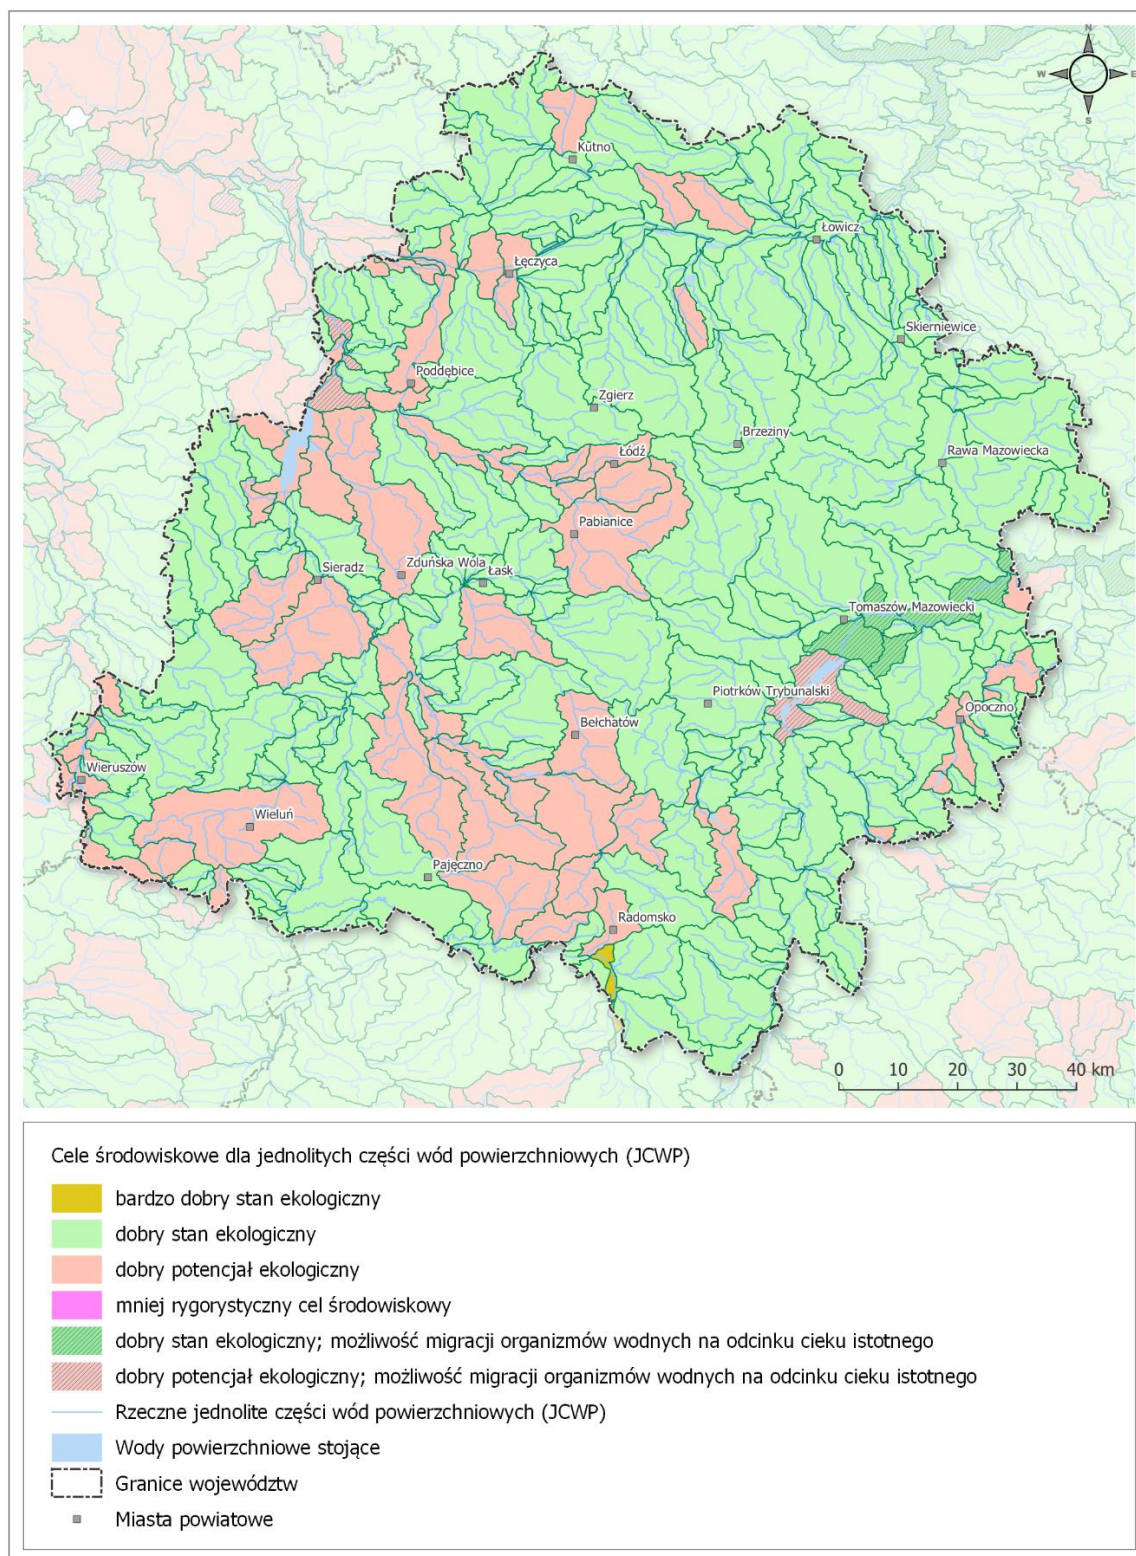 N
W E
S
Kutno
Łowicz
Łęczyca
Skierniewice
Poddębice
Zgierz
Brzeziny
Łódź
Rawa Mazowiecka
Pabianice
Sieradz
Zduńska Wola
Łask
Tomaszów Mazowiecki
Piotrków Trybunalski
Opoczno
Bełchatów
Wieruszów
Wieluń
Pajęczno
Radomsko
0 10 20 30 40 km
Cele środowiskowe dla jednolitych części wód powierzchniowych (JCWP)
bardzo dobry stan ekologiczny
dobry stan ekologiczny
dobry potencjał ekologiczny
mniej rygorystyczny cel środowiskowy
dobry stan ekologiczny; możliwość migracji organizmów wodnych na odcinku cieku istotnego
dobry potencjał ekologiczny; możliwość migracji organizmów wodnych na odcinku cieku istotnego
Rzeczne jednolite części wód powierzchniowych (JCWP)
Wody powierzchniowe stojące
Granice województw
Miasta powiatowe